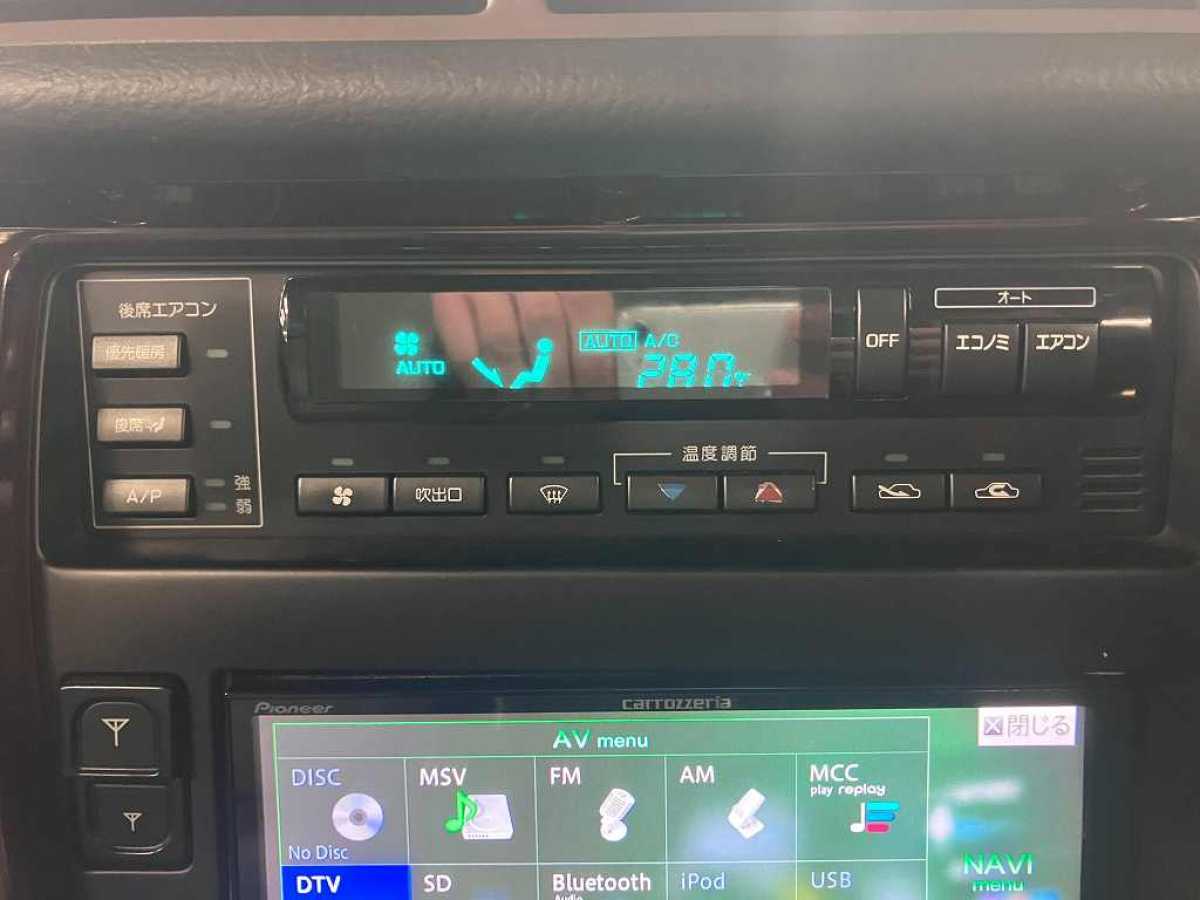 後席エアコン
優先暖房
後席
A/P
強
弱
AUTO
AUTO A/C
28.0℃
OFF
オート
エコノミ
エアコン
吹出口
温度調節
Pioneer
carrozzeria
AV menu
閉じる
DISC
No Disc
MSV
FM
AM
MCC
play replay
DTV
SD
Bluetooth
Audio
iPod
USB
NAVI
menu